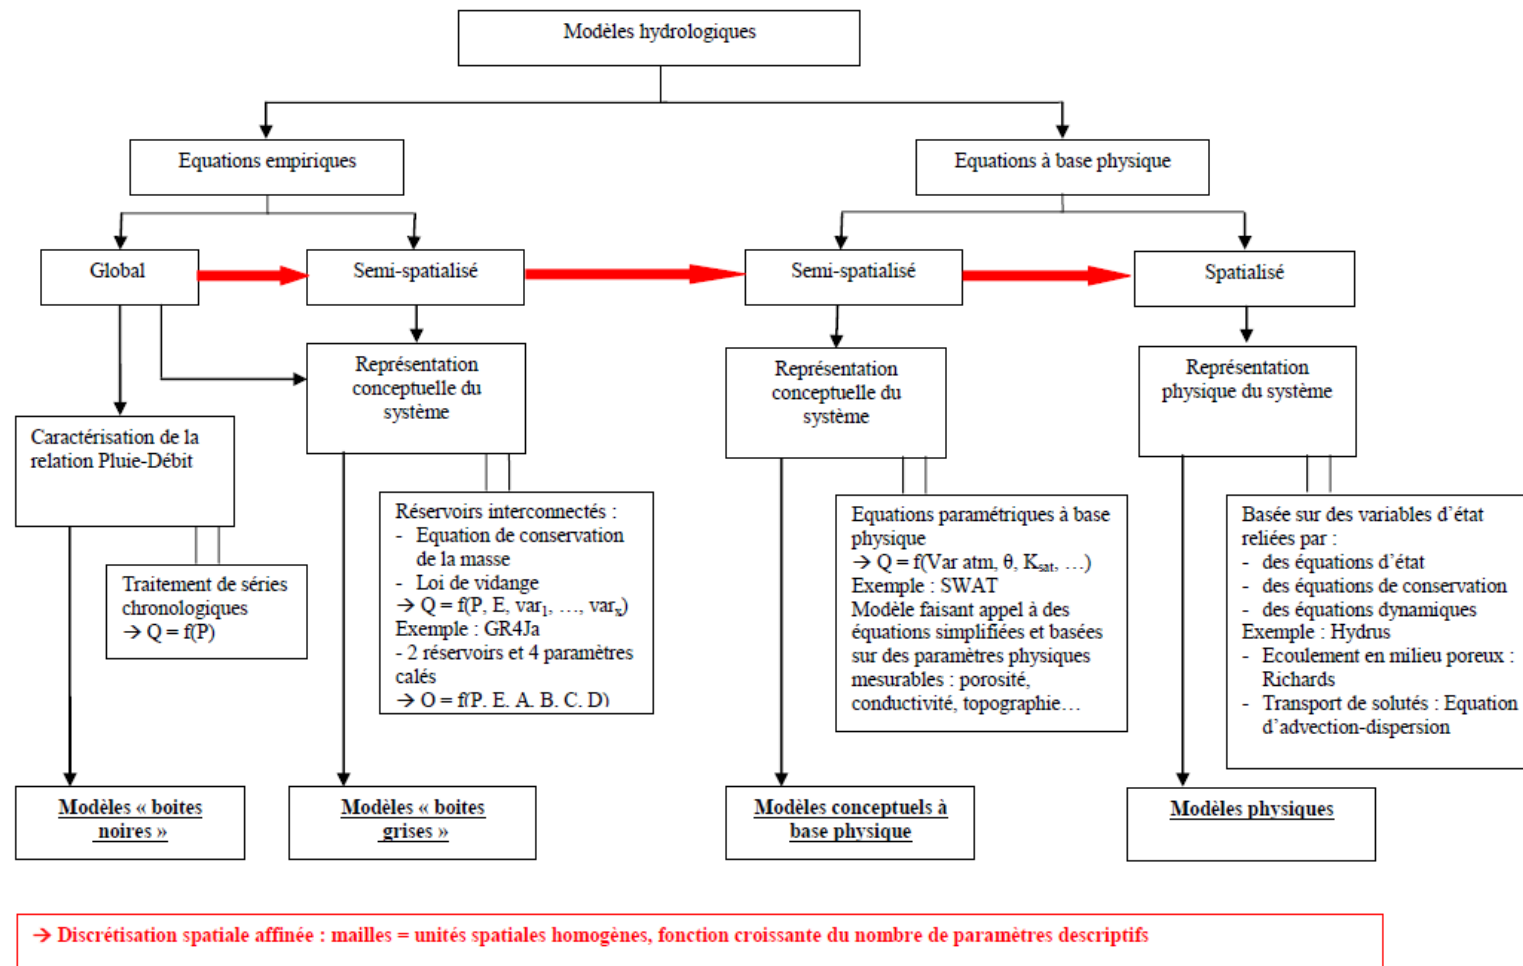 Modèles hydrologiques
Equations empiriques
Equations à base physique
Global
Semi-spatialisé
Semi-spatialisé
Spatialisé
Représentation
conceptuelle du
système
Représentation
conceptuelle du
système
Représentation
physique du système
Caractérisation de la
relation Pluie-Débit
Traitement de séries
chronologiques
→ Q = f(P)
Réservoirs interconnectés :
- Equation de conservation
de la masse
- Loi de vidange
→ Q = f(P, E, var₁, …, varₓ)
Exemple : GR4Ja
- 2 réservoirs et 4 paramètres
calés
→ Q = f(P, E, A, B, C, D)
Equations paramétriques à base
physique
→ Q = f(Var atm, θ, Ksat, …)
Exemple : SWAT
Modèle faisant appel à des
équations simplifiées et basées
sur des paramètres physiques
mesurables : porosité,
conductivité, topographie…
Basée sur des variables d’état
reliées par :
- des équations d’état
- des équations de conservation
- des équations dynamiques
Exemple : Hydrus
- Ecoulement en milieu poreux :
Richards
- Transport de solutés : Equation
d’advection-dispersion
Modèles « boites
noires »
Modèles « boites
grises »
Modèles conceptuels à
base physique
Modèles physiques
→ Discrétisation spatiale affinée : mailles = unités spatiales homogènes, fonction croissante du nombre de paramètres descriptifs